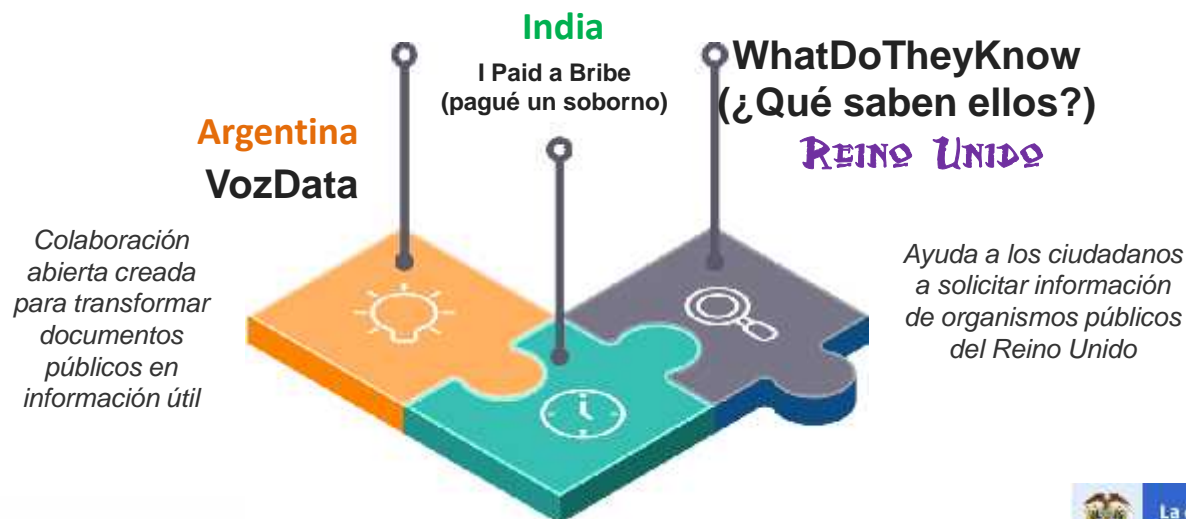 India
I Paid a Bribe
(pagué un soborno)
WhatDoTheyKnow
(¿Qué saben ellos?)
REINO UNIDO
Argentina
VozData
Colaboración
abierta creada
para transformar
documentos
públicos en
información útil
Ayuda a los ciudadanos
a solicitar información
de organismos públicos
del Reino Unido
La